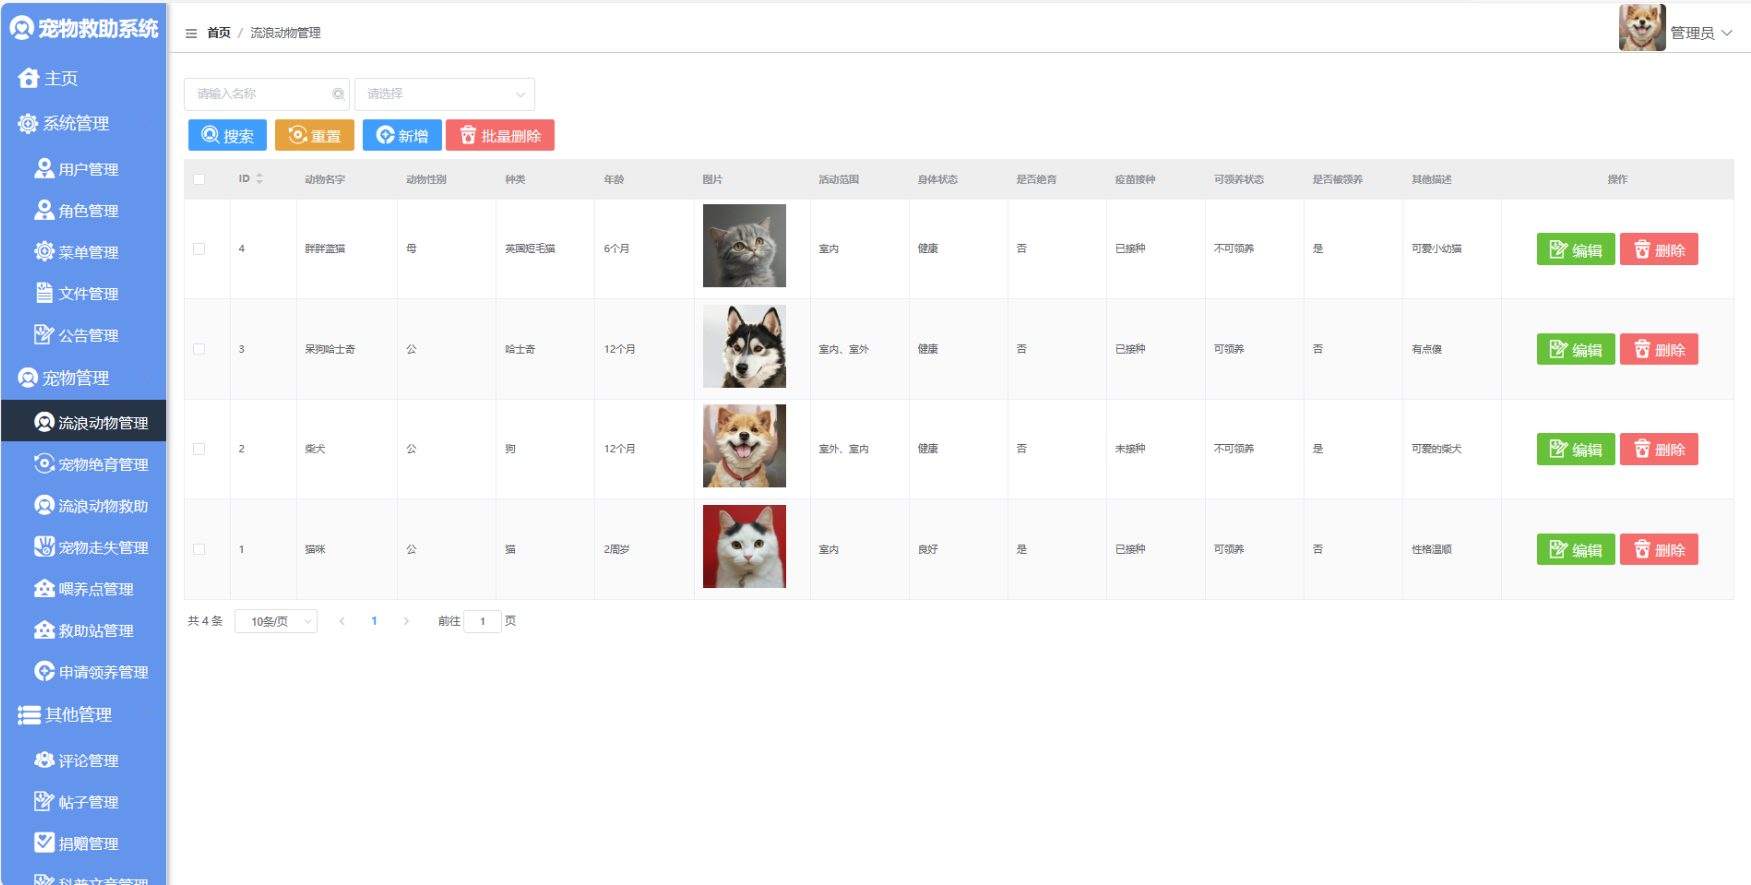 宠物救助系统
主页
系统管理
用户管理
角色管理
菜单管理
文件管理
公告管理
宠物管理
流浪动物管理
宠物绝育管理
流浪动物救助
宠物走失管理
喂养点管理
救助站管理
申请领养管理
其他管理
评论管理
帖子管理
捐赠管理
科普文章管理
首页 / 流浪动物管理
管理员
请输入名称 请选择
搜索 重置 新增 批量删除
ID 动物名字 动物性别 种类 年龄 图片 活动范围 身体状态 是否绝育 疫苗接种 可领养状态 是否被领养 其他描述 操作
4 胖胖蓝猫 母 英国短毛猫 6个月 室内 健康 否 已接种 不可领养 是 可爱小幼猫 编辑 删除
3 呆狗哈士奇 公 哈士奇 12个月 室内、室外 健康 否 已接种 可领养 否 有点傻 编辑 删除
2 柴犬 公 狗 12个月 室外、室内 健康 否 未接种 不可领养 是 可爱的柴犬 编辑 删除
1 猫咪 公 猫 2周岁 室内 良好 是 已接种 可领养 否 性格温顺 编辑 删除
共 4 条 10条/页 1 前往 1 页